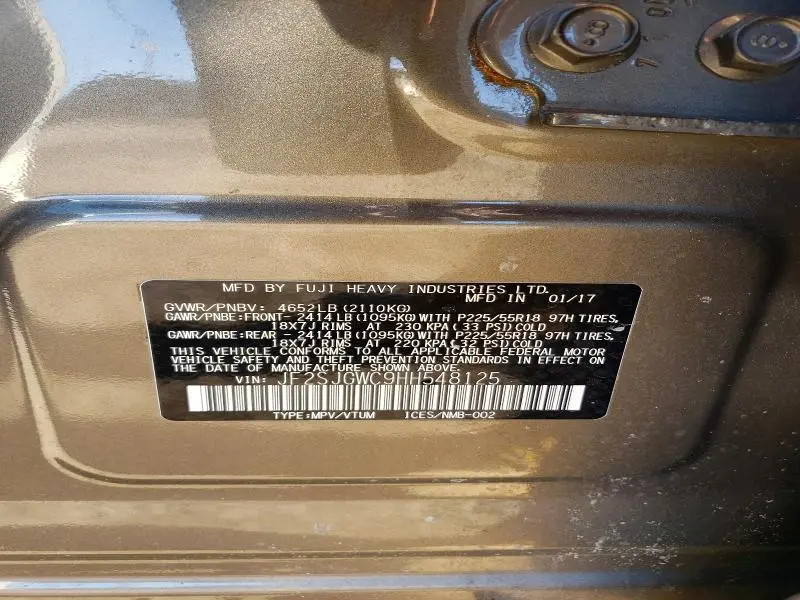 MFD BY FUJI HEAVY INDUSTRIES LTD.
GVWR/PNBV: 4652LB(2110KG) MFD IN 01/17
GAWR/PNBE:FRONT-2414LB(1095KG)WITH P225/55R18 97H TIRES,
18X7J RIMS AT 230 KPA(33 PSI)COLD
GAWR/PNBE:REAR -2414LB(1095KG)WITH P225/55R18 97H TIRES,
18X7J RIMS AT 220 KPA(32 PSI)COLD
THIS VEHICLE CONFORMS TO ALL APPLICABLE FEDERAL MOTOR
VEHICLE SAFETY AND THEFT PREVENTION STANDARDS IN EFFECT ON
THE DATE OF MANUFACTURE SHOWN ABOVE.
VIN: JF2SJGWC9HH548125
TYPE:MPV/VTUM ICES/NMB-002